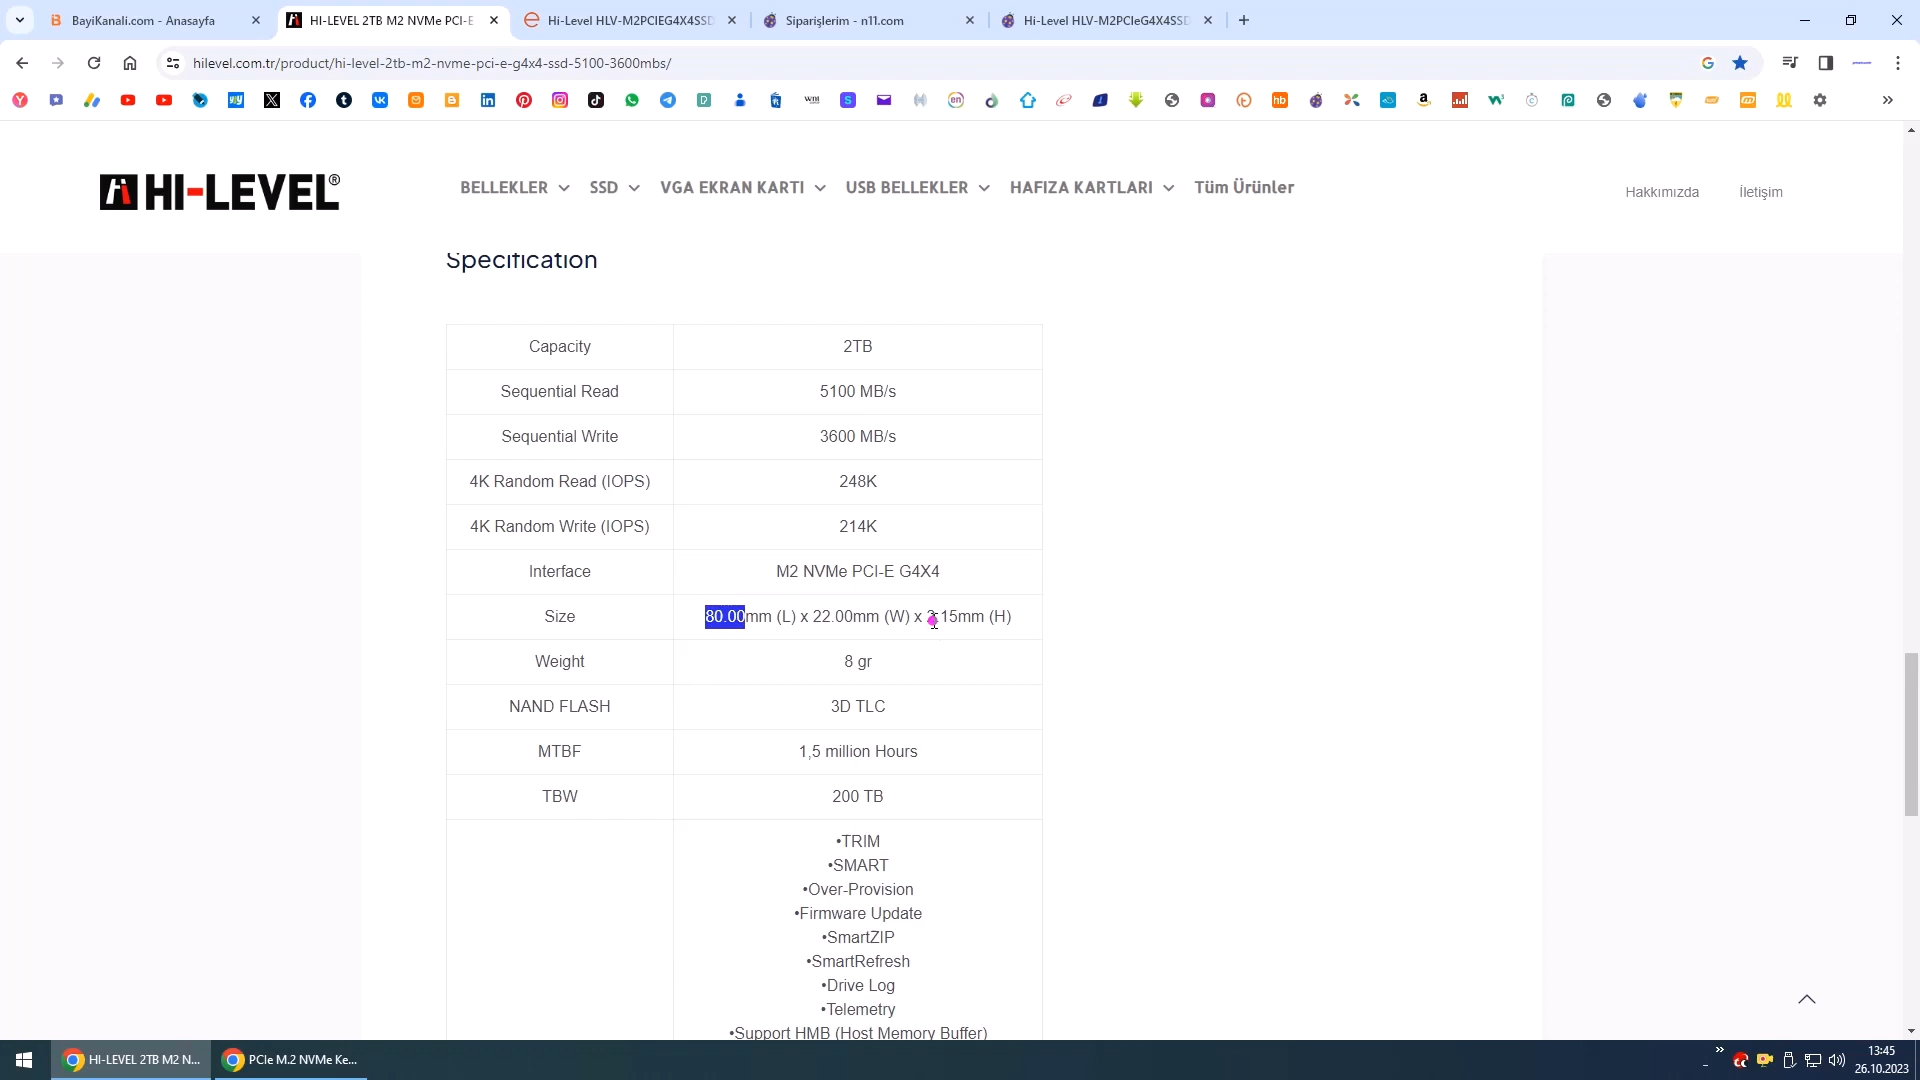 BayiKanali.com - Anasayfa
HI-LEVEL 2TB M2 NVMe PCI-E
Hi-Level HLV-M2PCIEG4X4SSD
Siparişlerim - n11.com
Hi-Level HLV-M2PCIeG4X4SSD
hilevel.com.tr/product/hi-level-2tb-m2-nvme-pci-e-g4x4-ssd-5100-3600mbs/
HI-LEVEL®
BELLEKLER
SSD
VGA EKRAN KARTI
USB BELLEKLER
HAFIZA KARTLARI
Tüm Ürünler
Hakkımızda
İletişim
Specification
Capacity 2TB
Sequential Read 5100 MB/s
Sequential Write 3600 MB/s
4K Random Read (IOPS) 248K
4K Random Write (IOPS) 214K
Interface M2 NVMe PCI-E G4X4
Size 80.00mm (L) x 22.00mm (W) x .15mm (H)
Weight 8 gr
NAND FLASH 3D TLC
MTBF 1,5 million Hours
TBW 200 TB
•TRIM
•SMART
•Over-Provision
•Firmware Update
•SmartZIP
•SmartRefresh
•Drive Log
•Telemetry
•Support HMB (Host Memory Buffer)
HI-LEVEL 2TB M2 N...
PCIe M.2 NVMe Ke...
13:45
26.10.2023